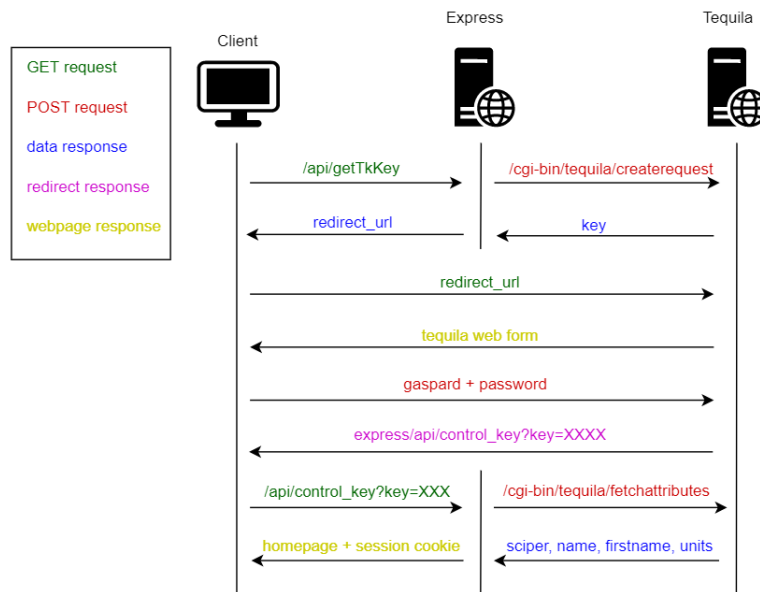 Express
Tequila
Client
GET request
POST request
data response
redirect response
webpage response
/api/getTkKey
/cgi-bin/tequila/createrequest
redirect_url
key
redirect_url
tequila web form
gaspard + password
express/api/control_key?key=XXXX
/api/control_key?key=XXX
/cgi-bin/tequila/fetchattributes
homepage + session cookie
sciper, name, firstname, units